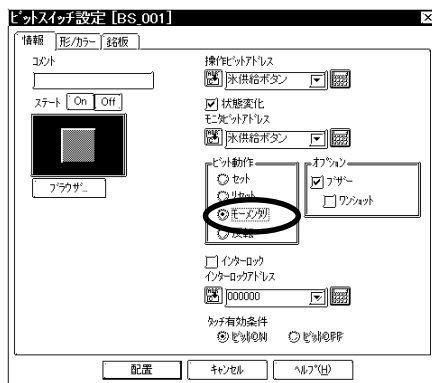 ビットスイッチ設定 [BS_001]
情報 形/カラー 銘板
コメント
ステート On Off
ブラウザ..
操作ビットアドレス
氷供給ボタン
状態変化
モニタビットアドレス
氷供給ボタン
ビット動作
セット
リセット
モーメンタリ
反転
オプション
ブザー
ワンショット
インターロック
インターロックアドレス
000000
タッチ有効条件
ビットON ビットOFF
配置 キャンセル ヘルプ(H)